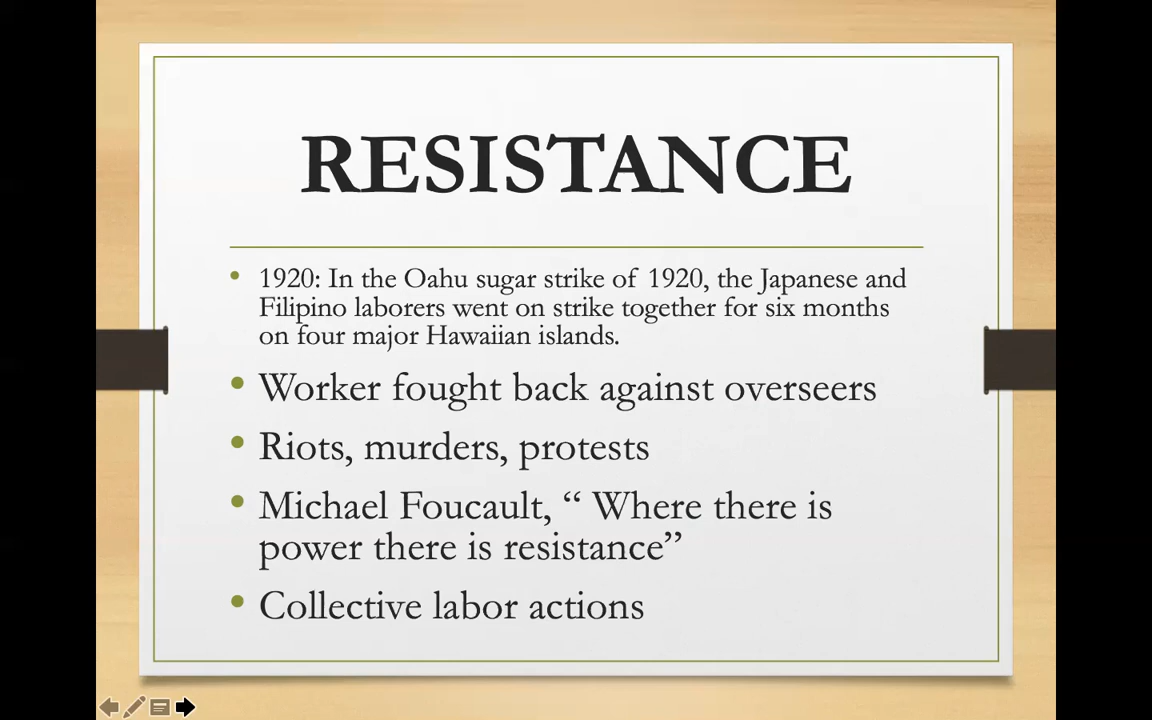 RESISTANCE
1920: In the Oahu sugar strike of 1920, the Japanese and
Filipino laborers went on strike together for six months
on four major Hawaiian islands.
Worker fought back against overseers
Riots, murders, protests
Michael Foucault, “ Where there is
power there is resistance”
Collective labor actions